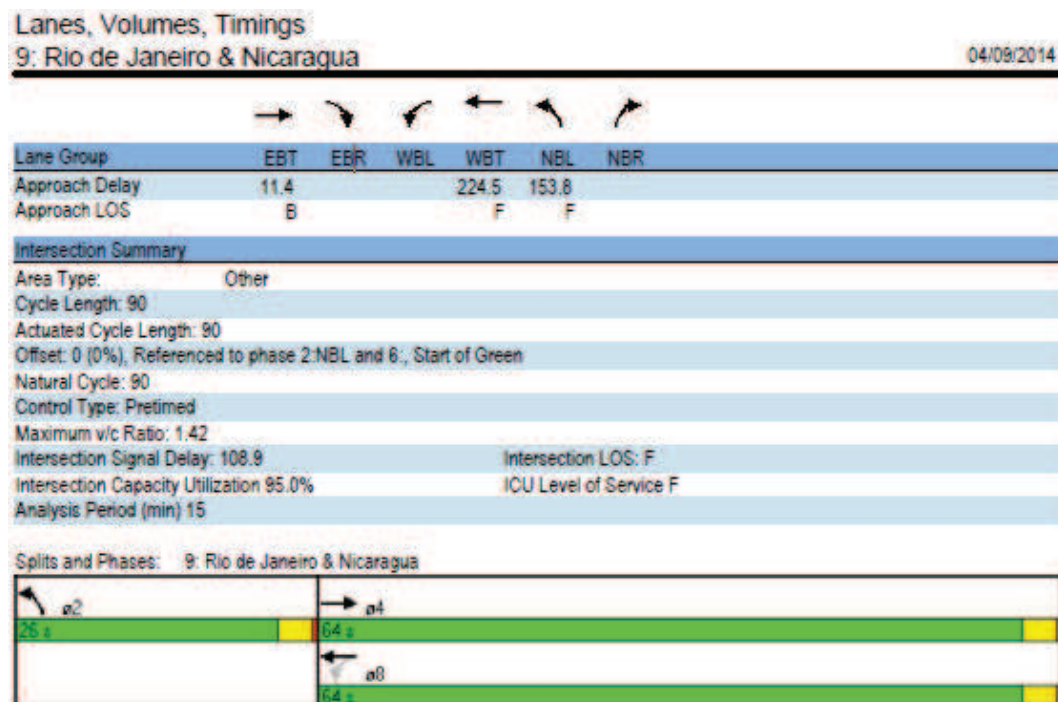 Lanes, Volumes, Timings
9: Rio de Janeiro & Nicaragua 04/09/2014
Lane Group EBT EBR WBL WBT NBL NBR
Approach Delay 11.4 224.5 153.8
Approach LOS B F F
Intersection Summary
Area Type: Other
Cycle Length: 90
Actuated Cycle Length: 90
Offset: 0 (0%), Referenced to phase 2:NBL and 6:, Start of Green
Natural Cycle: 90
Control Type: Pretimed
Maximum v/c Ratio: 1.42
Intersection Signal Delay: 108.9 Intersection LOS: F
Intersection Capacity Utilization 95.0% ICU Level of Service F
Analysis Period (min) 15
Splits and Phases: 9: Rio de Janeiro & Nicaragua
ø2 ø4
26 s 64 s
ø8
64 s